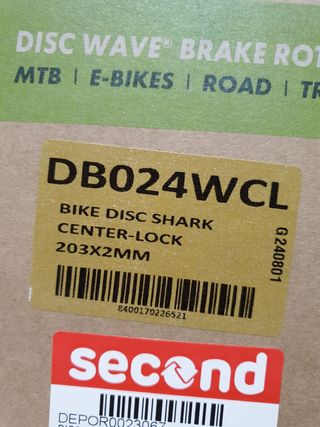 DISC WAVE® BRAKE ROT
MTB | E-BIKES | ROAD | TR
DB024WCL
BIKE DISC SHARK
CENTER-LOCK
203X2MM
G240801
8400170226521
second
DEPOR0023067